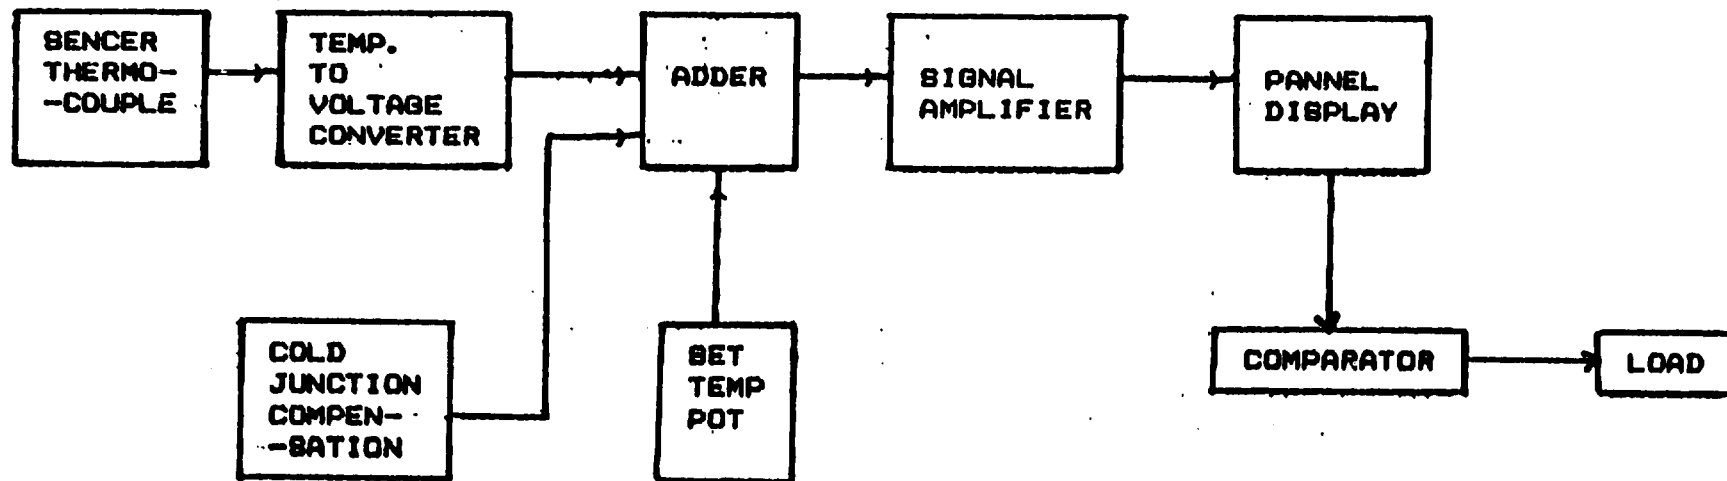 SENCER
THERMO-
-COUPLE
TEMP.
TO
VOLTAGE
CONVERTER
ADDER
SIGNAL
AMPLIFIER
PANNEL
DISPLAY
COLD
JUNCTION
COMPEN-
-SATION
SET
TEMP
POT
COMPARATOR
LOAD